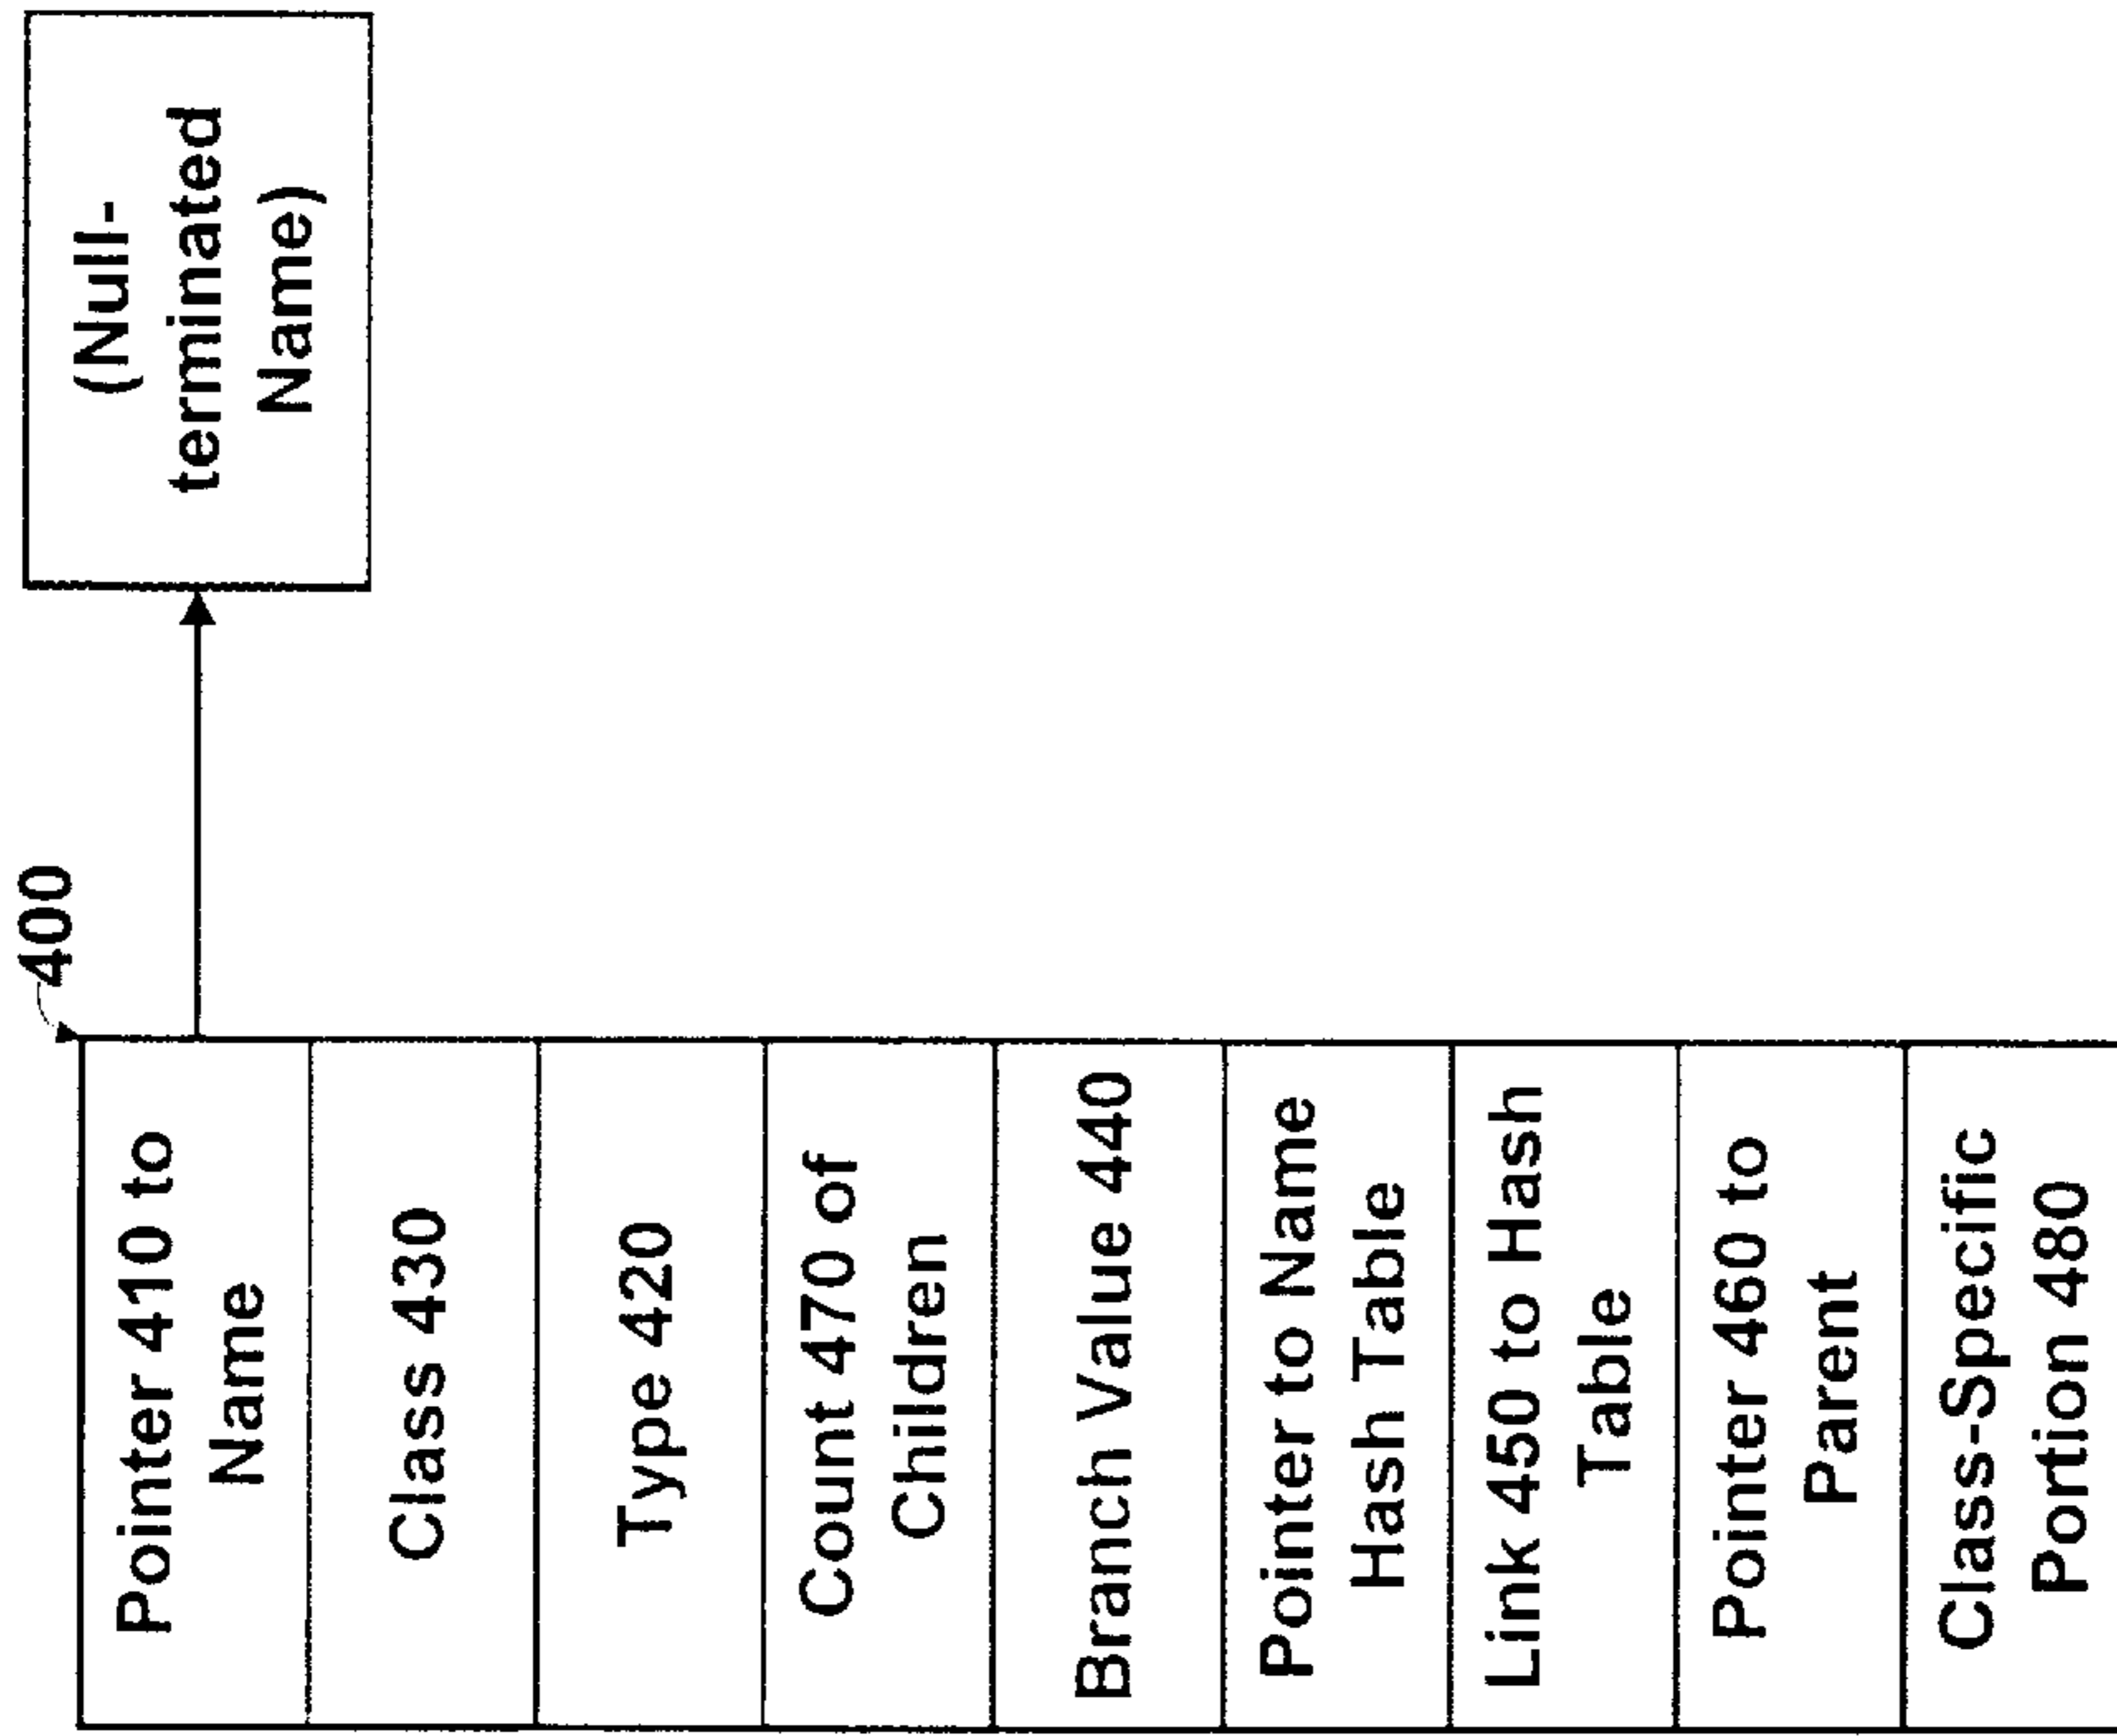 400
Pointer 410 to
Name
(Null-
terminated
Name)
Class 430
Type 420
Count 470 of
Children
Branch Value 440
Pointer to Name
Hash Table
Link 450 to Hash
Table
Pointer 460 to
Parent
Class-Specific
Portion 480